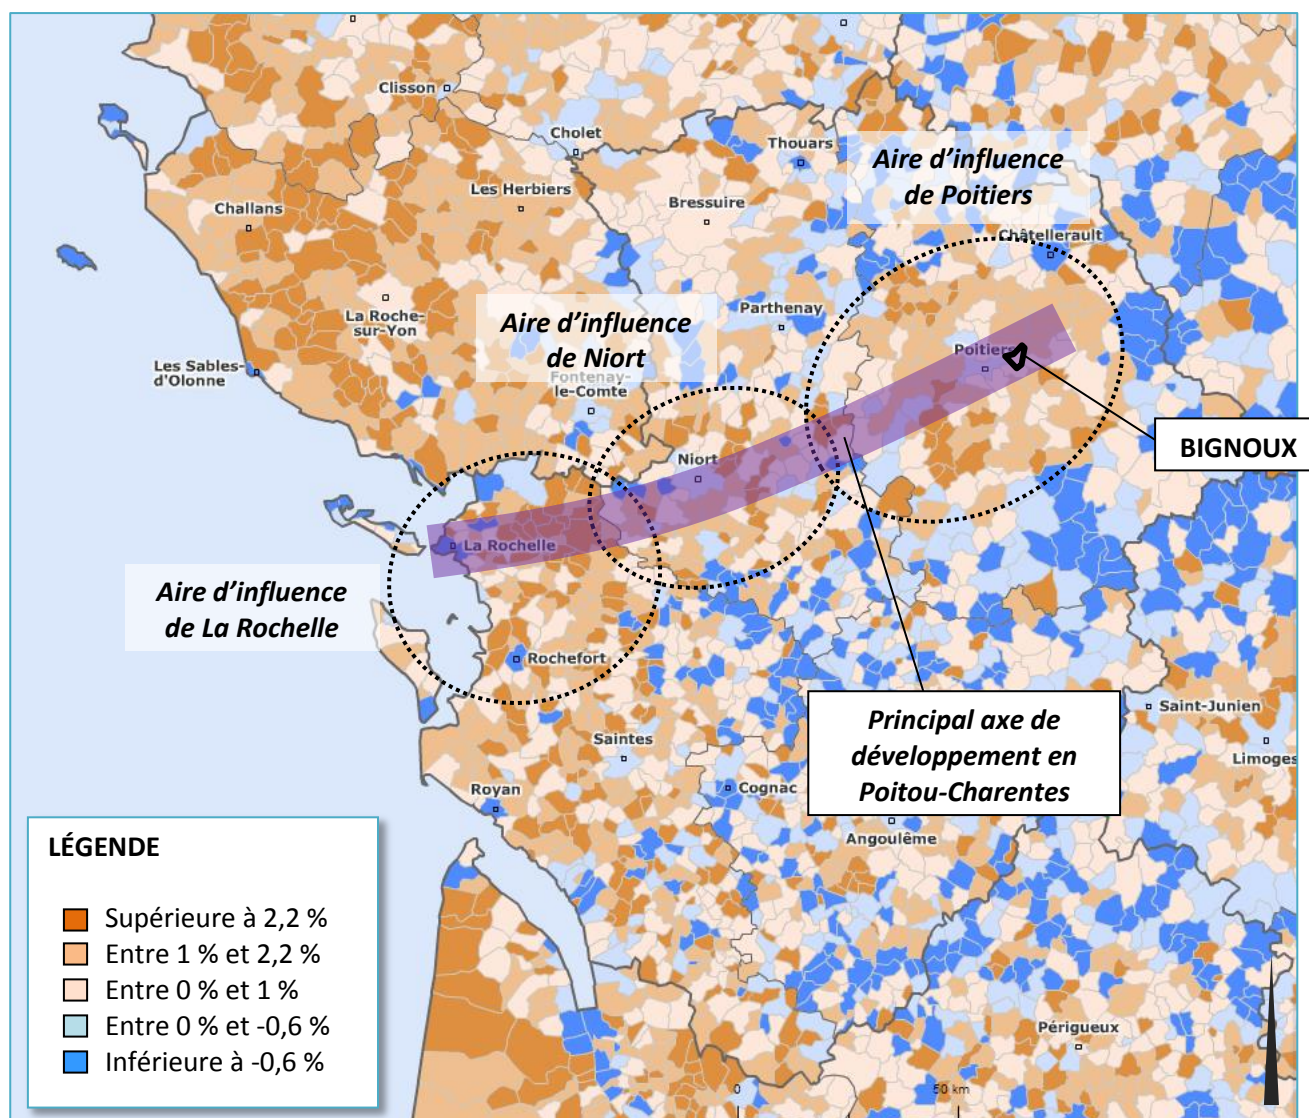 Clisson
Cholet
Thouars
Aire d’influence
de Poitiers
Les Herbiers
Bressuire
Challans
Châtellerault
La Roche-
sur-Yon
Aire d’influence
de Niort
Parthenay
Poitiers
Les Sables-
d'Olonne
Fontenay-
le-Comte
BIGNOUX
Niort
La Rochelle
Aire d’influence
de La Rochelle
Rochefort
Principal axe de
développement en
Poitou-Charentes
Saint-Junien
Limoges
Saintes
Royan
Cognac
Angoulême
LÉGENDE
Supérieure à 2,2 %
Entre 1 % et 2,2 %
Entre 0 % et 1 %
Entre 0 % et -0,6 %
Inférieure à -0,6 %
Périgueux
0
50 km